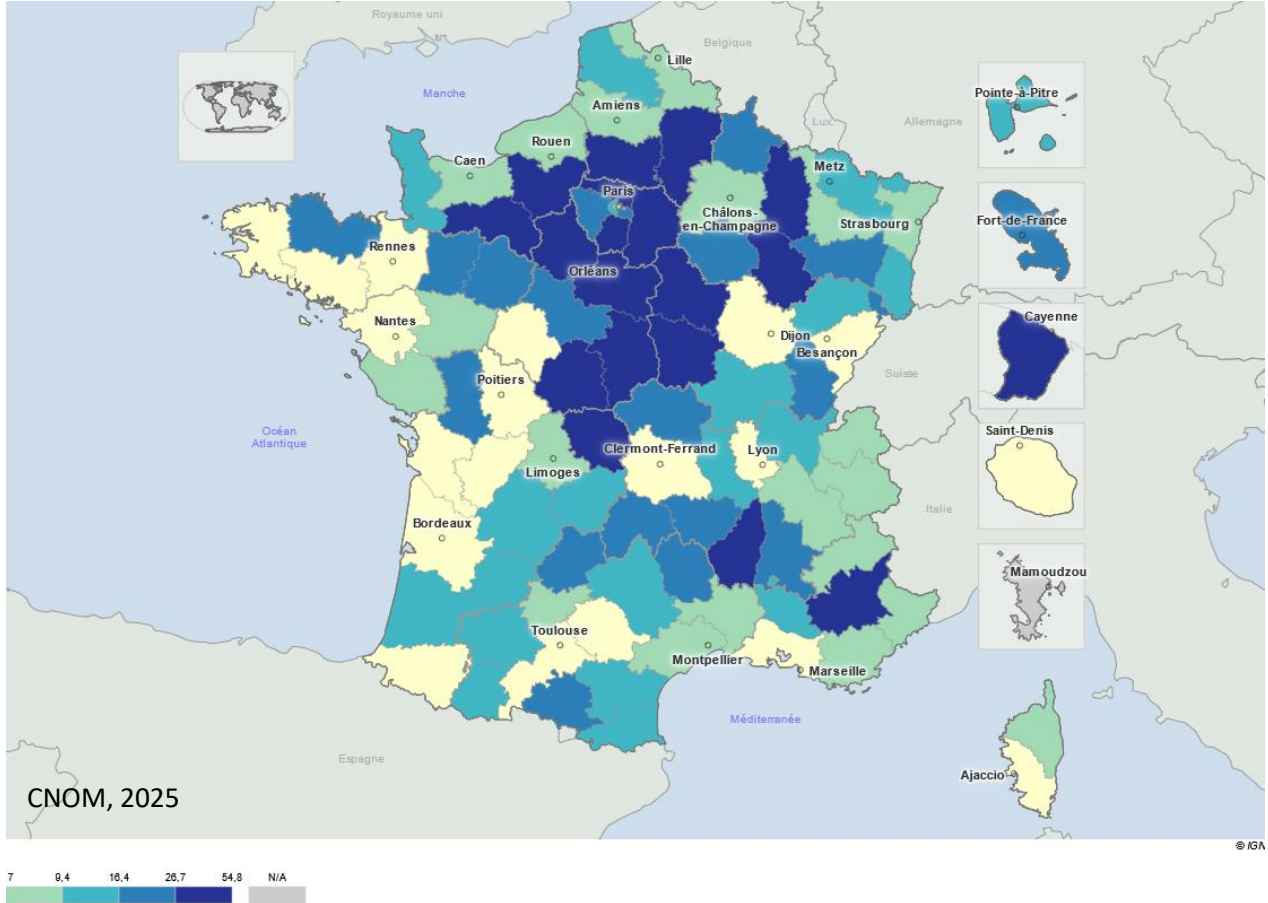 Royaume uni
Belgique
Lille
Manche
Amiens
Lux.
Allemagne
Pointe-à-Pitre
Rouen
Caen
Metz
Paris
Châlons-
en-Champagne
Strasbourg
Fort-de-France
Rennes
Orléans
Nantes
Dijon
Besançon
Cayenne
Poitiers
Suisse
Océan
Atlantique
Saint-Denis
Clermont-Ferrand
Lyon
Limoges
Italie
Bordeaux
Mamoudzou
Toulouse
Montpellier
Marseille
Méditerranée
Espagne
Ajaccio
CNOM, 2025
© IGN
7 9,4 16,4 26,7 54,8 N/A